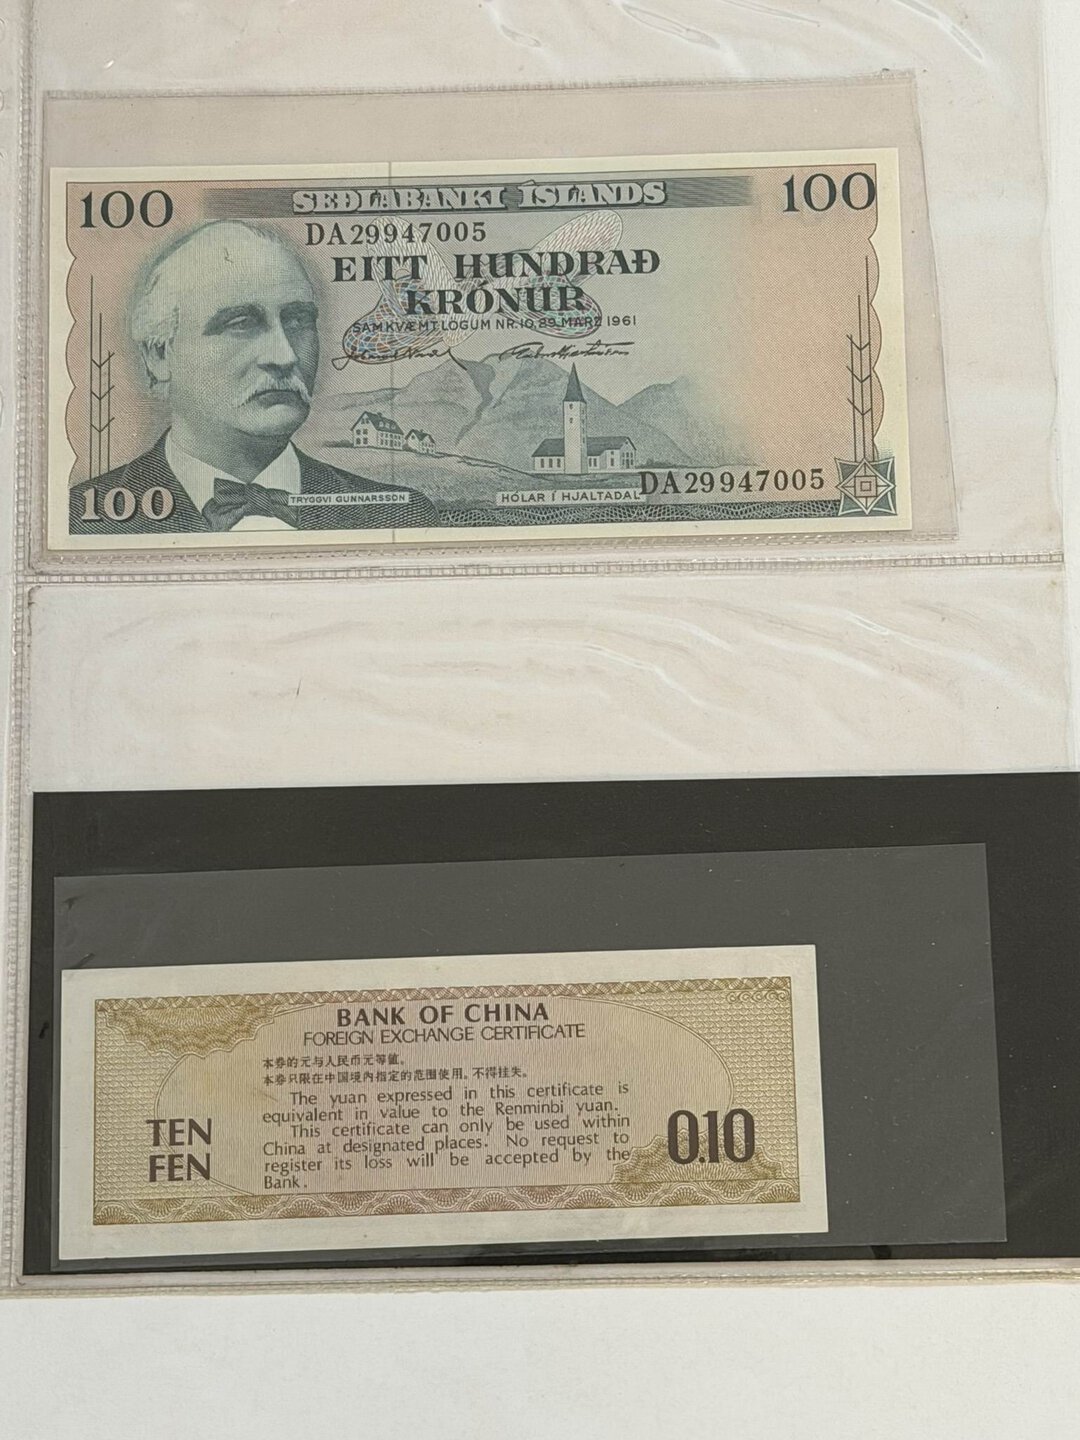 100 SEÐLABANKI ÍSLANDS 100
DA29947005
EITT HUNDRAÐ
KRÓNUR
SAMKVÆMT LÖGUM NR. 10, 29. MARZ 1961
100 TRYGGVI GUNNARSSON HÓLAR Í HJALTADAL DA29947005
BANK OF CHINA
FOREIGN EXCHANGE CERTIFICATE
本券的元与人民币元等值。
本券只限在中国境内指定的范围使用。不得挂失。
The yuan expressed in this certificate is
equivalent in value to the Renminbi yuan.
This certificate can only be used within
China at designated places. No request to
register its loss will be accepted by the
Bank.
TEN
FEN
0.10